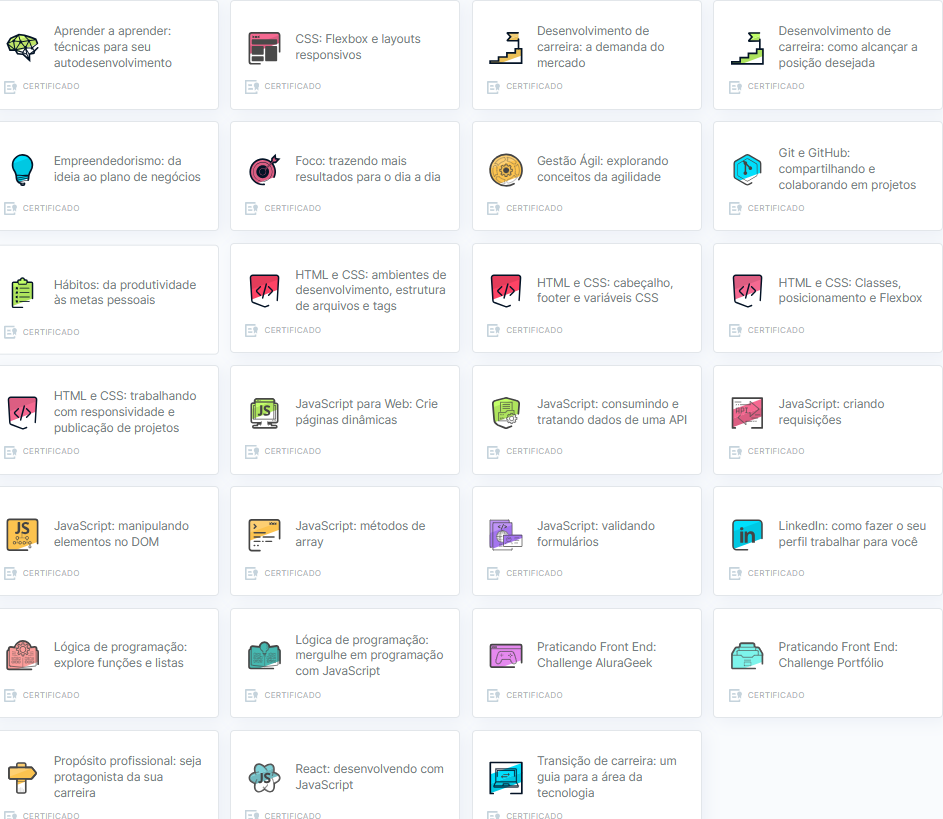 Aprender a aprender:
técnicas para seu
autodesenvolvimento
CERTIFICADO
CSS: Flexbox e layouts
responsivos
CERTIFICADO
Desenvolvimento de
carreira: a demanda do
mercado
CERTIFICADO
Desenvolvimento de
carreira: como alcançar a
posição desejada
CERTIFICADO
Empreendedorismo: da
ideia ao plano de negócios
CERTIFICADO
Foco: trazendo mais
resultados para o dia a dia
CERTIFICADO
Gestão Ágil: explorando
conceitos da agilidade
CERTIFICADO
Git e GitHub:
compartilhando e
colaborando em projetos
CERTIFICADO
Hábitos: da produtividade
às metas pessoais
CERTIFICADO
</>
HTML e CSS: ambientes de
desenvolvimento, estrutura
de arquivos e tags
CERTIFICADO
</>
HTML e CSS: cabeçalho,
footer e variáveis CSS
CERTIFICADO
</>
HTML e CSS: Classes,
posicionamento e Flexbox
CERTIFICADO
</>
HTML e CSS: trabalhando
com responsividade e
publicação de projetos
CERTIFICADO
JS
JavaScript para Web: Crie
páginas dinâmicas
CERTIFICADO
JavaScript: consumindo e
tratando dados de uma API
CERTIFICADO
API
JavaScript: criando
requisições
CERTIFICADO
JS
JavaScript: manipulando
elementos no DOM
CERTIFICADO
JavaScript: métodos de
array
CERTIFICADO
</>
JavaScript: validando
formulários
CERTIFICADO
in
LinkedIn: como fazer o seu
perfil trabalhar para você
CERTIFICADO
Lógica de programação:
explore funções e listas
CERTIFICADO
Lógica de programação:
mergulhe em programação
com JavaScript
CERTIFICADO
Praticando Front End:
Challenge AluraGeek
CERTIFICADO
Praticando Front End:
Challenge Portfólio
CERTIFICADO
Propósito profissional: seja
protagonista da sua
carreira
CERTIFICADO
JS
React: desenvolvendo com
JavaScript
CERTIFICADO
Transição de carreira: um
guia para a área da
tecnologia
CERTIFICADO